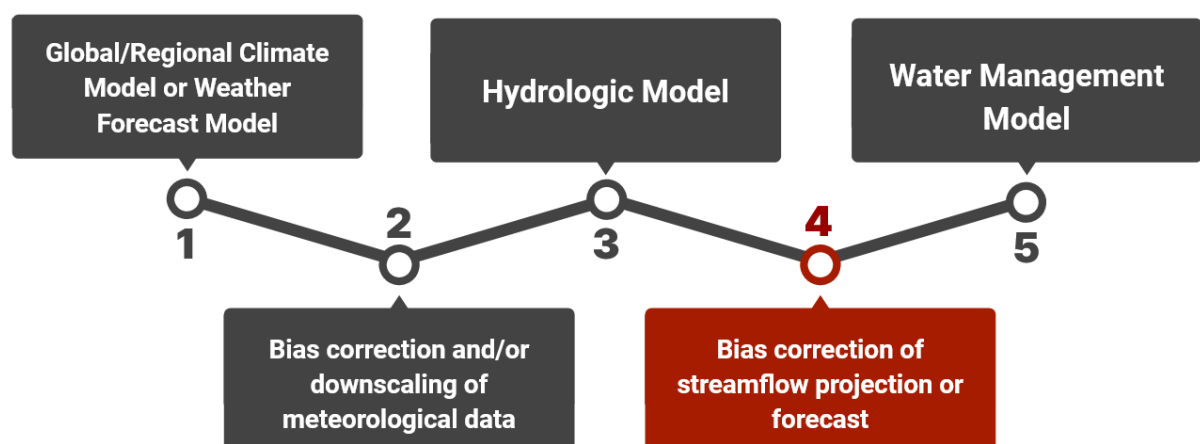 Global/Regional Climate
Model or Weather
Forecast Model
Hydrologic Model
Water Management
Model
1
2
3
4
5
Bias correction and/or
downscaling of
meteorological data
Bias correction of
streamflow projection or
forecast